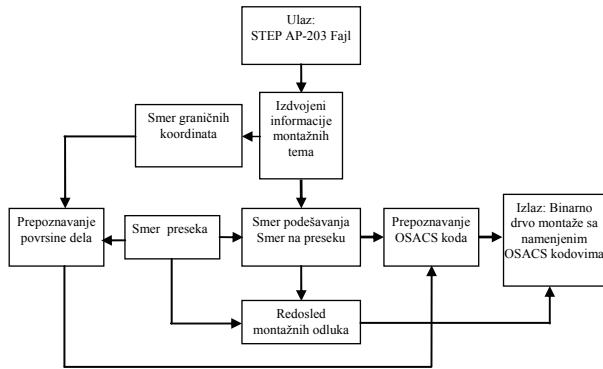 Ulaz:
STEP AP-203 Fajl
Smer graničnih
koordinata
Izdvojeni
informacije
montažnih
tema
Prepoznavanje
povrsine dela
Smer preseka
Smer podešavanja
Smer na preseku
Prepoznavanje
OSACS koda
Izlaz: Binarno
drvo montaže sa
namenjenim
OSACS kodovima
Redosled
montažnih odluka